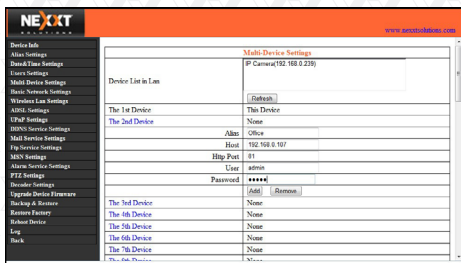 NEXXT
SOLUTIONS
www.nexxtsolutions.com
Device Info
Alias Settings
Date&Time Settings
Users Settings
Multi-Device Settings
Basic Network Settings
Wireless Lan Settings
ADSL Settings
UPnP Settings
DDNS Service Settings
Mail Service Settings
Ftp Service Settings
MSN Settings
Alarm Service Settings
PTZ Settings
Decoder Settings
Upgrade Device Firmware
Backup & Restore
Restore Factory
Reboot Device
Log
Back
Multi-Device Settings
Device List in Lan
IP Camera(192.168.0.239)
Refresh
The 1st Device This Device
The 2nd Device None
Alias Office
Host 192.168.0.107
Http Port 81
User admin
Password •••••
Add Remove
The 3rd Device None
The 4th Device None
The 5th Device None
The 6th Device None
The 7th Device None
The 8th Device None